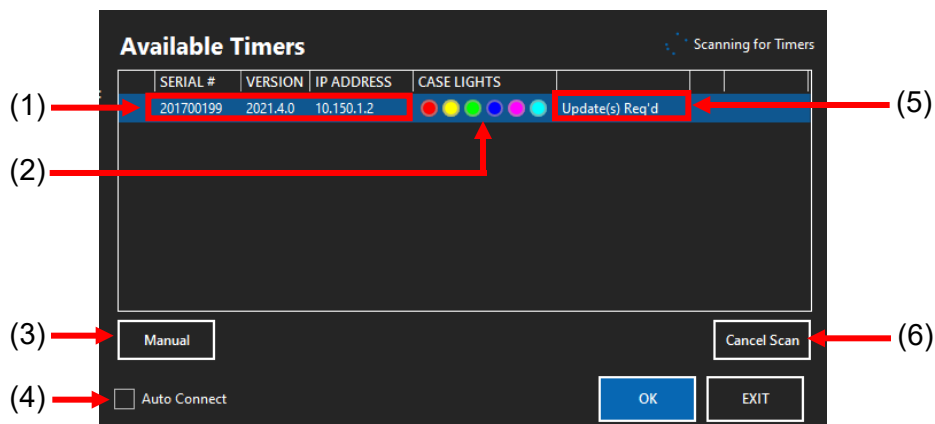 Available Timers
Scanning for Timers
SERIAL # VERSION IP ADDRESS CASE LIGHTS
(1) 201700199 2021.4.0 10.150.1.2 Update(s) Req'd (5)
(2)
(3) Manual Cancel Scan (6)
(4) Auto Connect OK EXIT